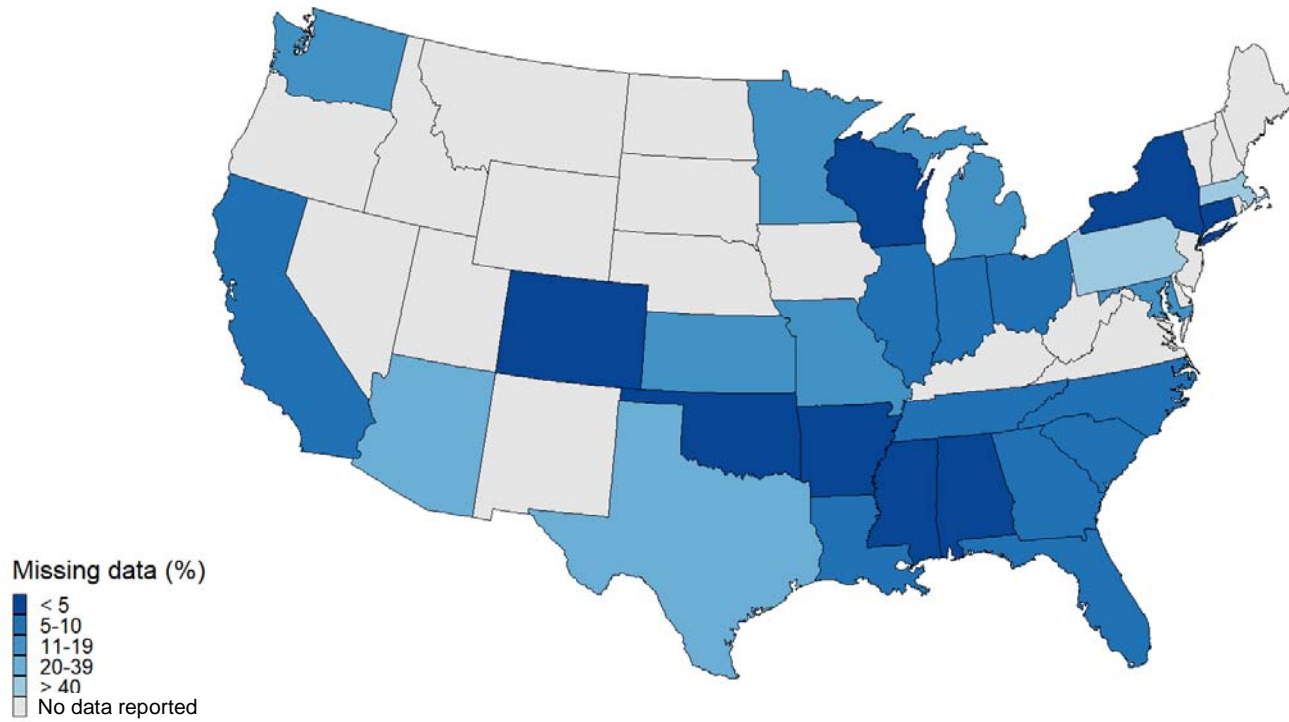 Missing data (%)
< 5
5-10
11-19
20-39
> 40
No data reported